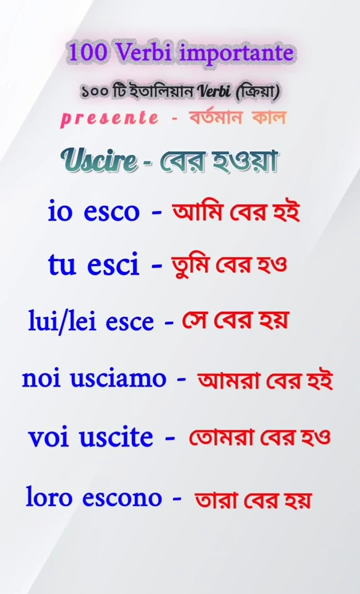 100 Verbi importante
১০০ টি ইতালিয়ান Verbi (ক্রিয়া)
presente - বর্তমান কাল
Uscire - বের হওয়া
io esco - আমি বের হই
tu esci - তুমি বের হও
lui/lei esce - সে বের হয়
noi usciamo - আমরা বের হই
voi uscite - তোমরা বের হও
loro escono - তারা বের হয়